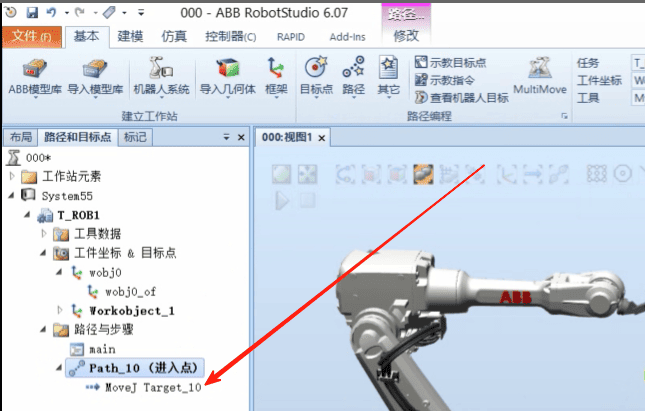 000 - ABB RobotStudio 6.07
路径...
文件(F) 基本 建模 仿真 控制器(C) RAPID Add-Ins 修改
ABB模型库 导入模型库 机器人系统 导入几何体 框架 目标点 路径 其它
示教目标点
示教指令
查看机器人目标
MultiMove
任务 T_
工件坐标 Wo
工具
建立工作站 路径编程
布局 路径和目标点 标记
000:视图1
000*
工作站元素
System55
T_ROB1
工具数据
工件坐标 & 目标点
wobj0
wobj0_of
Workobject_1
路径与步骤
main
Path_10 (进入点)
MoveJ Target_10
ABB